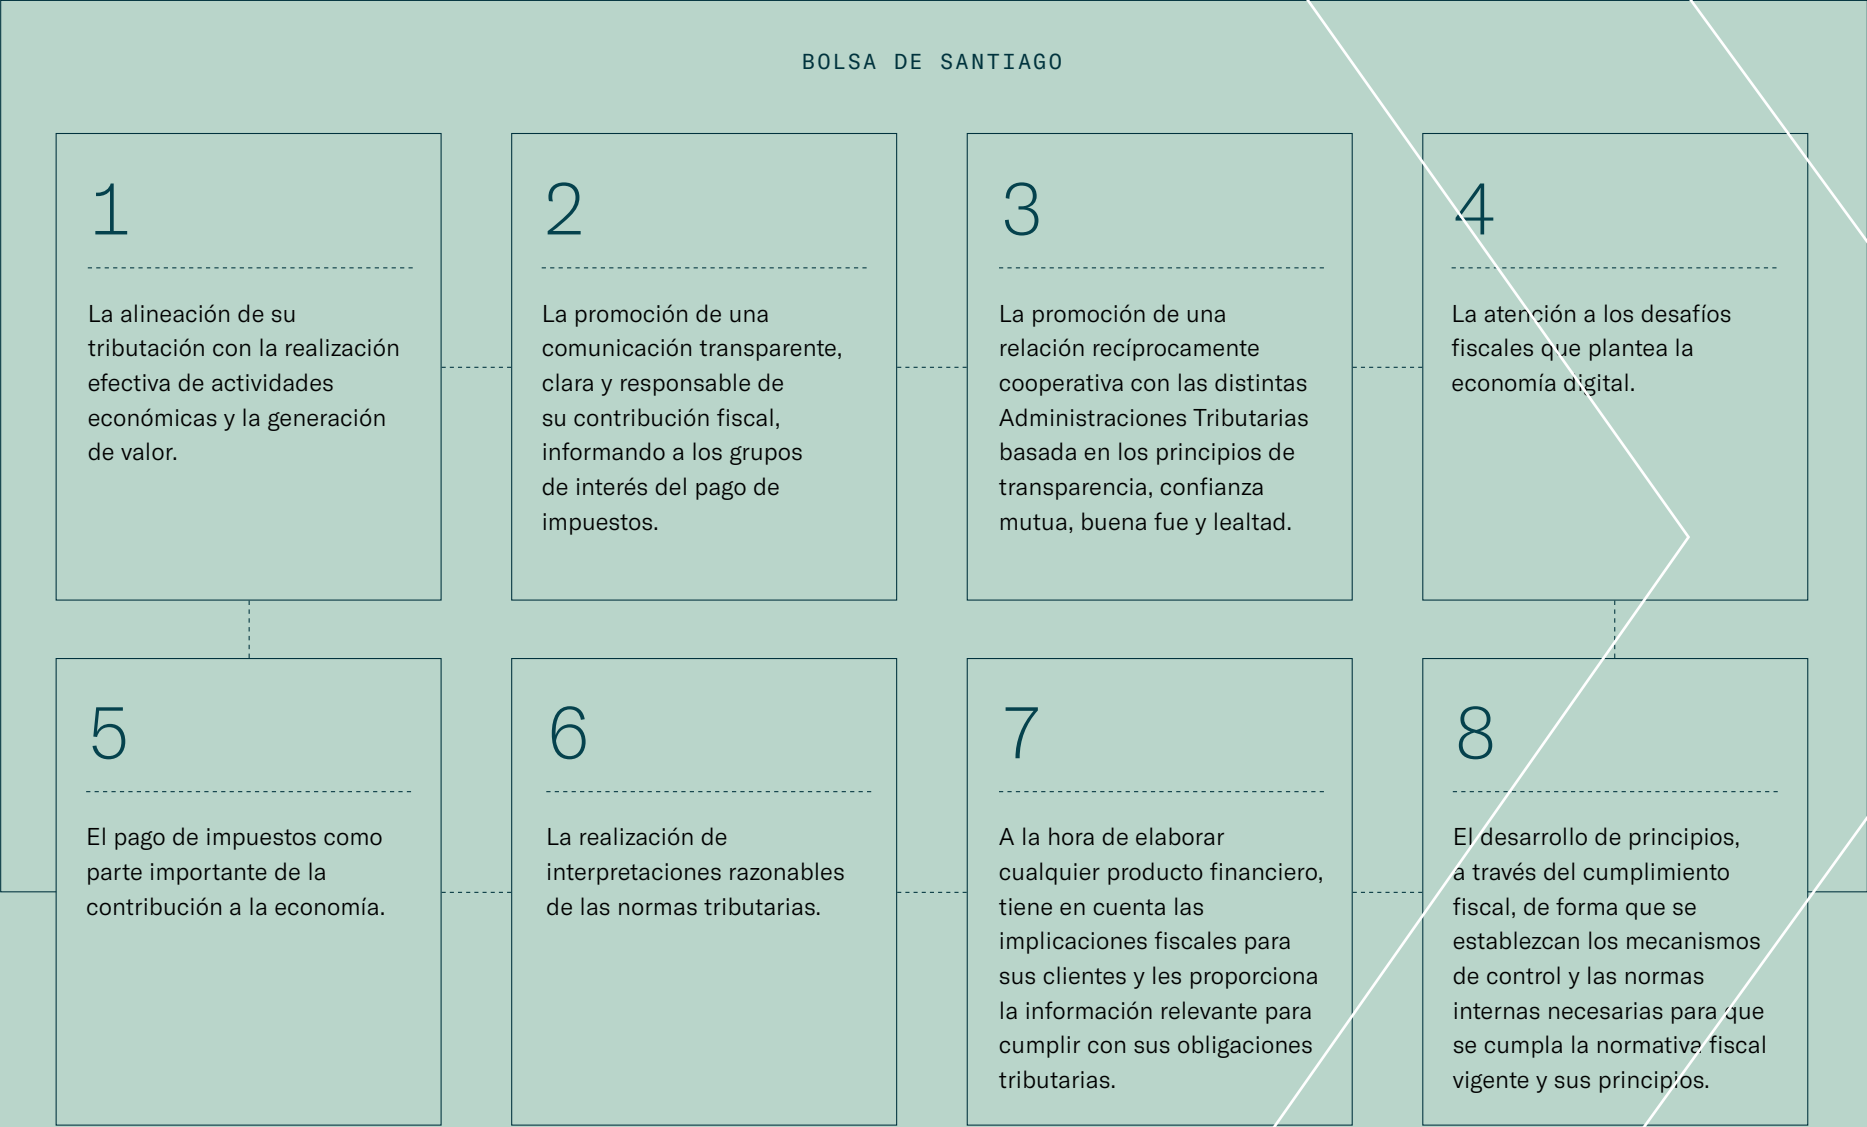 BOLSA DE SANTIAGO
1
La alineación de su
tributación con la realización
efectiva de actividades
económicas y la generación
de valor.
2
La promoción de una
comunicación transparente,
clara y responsable de
su contribución fiscal,
informando a los grupos
de interés del pago de
impuestos.
3
La promoción de una
relación recíprocamente
cooperativa con las distintas
Administraciones Tributarias
basada en los principios de
transparencia, confianza
mutua, buena fue y lealtad.
4
La atención a los desafíos
fiscales que plantea la
economía digital.
5
El pago de impuestos como
parte importante de la
contribución a la economía.
6
La realización de
interpretaciones razonables
de las normas tributarias.
7
A la hora de elaborar
cualquier producto financiero,
tiene en cuenta las
implicaciones fiscales para
sus clientes y les proporciona
la información relevante para
cumplir con sus obligaciones
tributarias.
8
El desarrollo de principios,
a través del cumplimiento
fiscal, de forma que se
establezcan los mecanismos
de control y las normas
internas necesarias para que
se cumpla la normativa fiscal
vigente y sus principios.